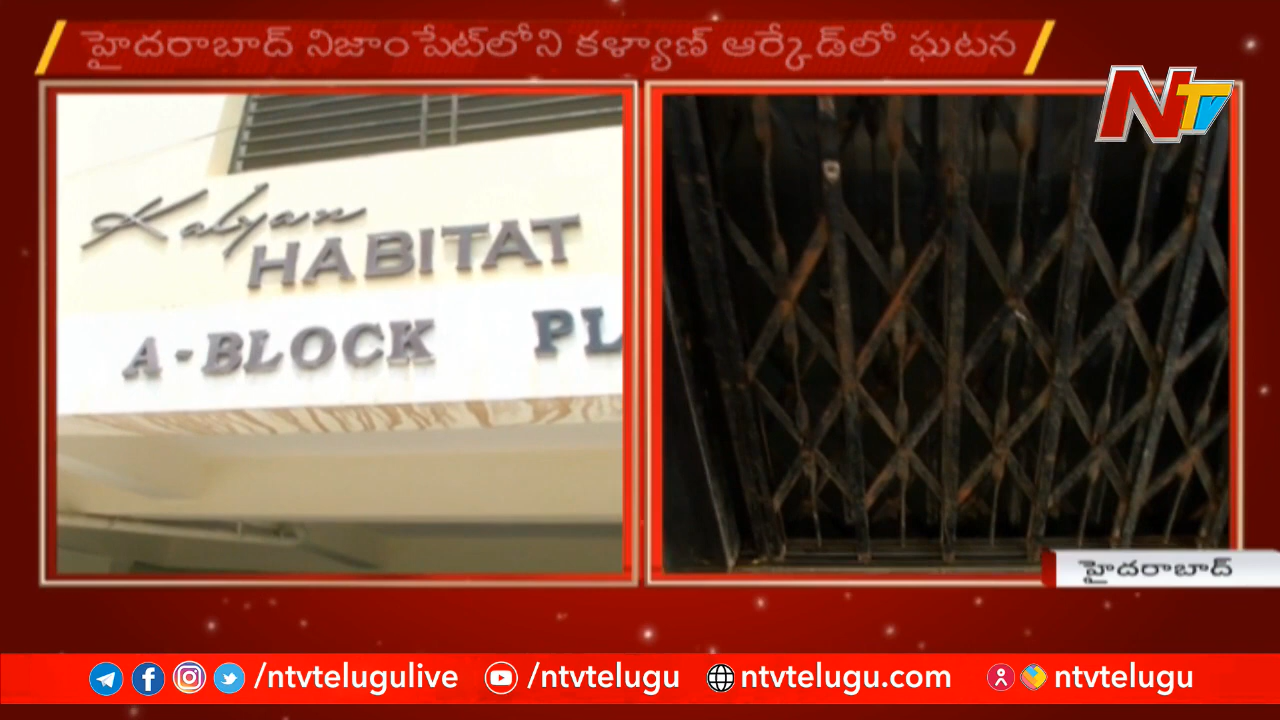 హైదరాబాద్ నిజాంపేట్‌లోని కళ్యాణ్ ఆర్కేడ్‌లో ఘటన
NTV
Kalyan
HABITAT
A-BLOCK PL
హైదరాబాద్
/ntvtelugulive /ntvtelugu ntvtelugu.com ntvtelugu